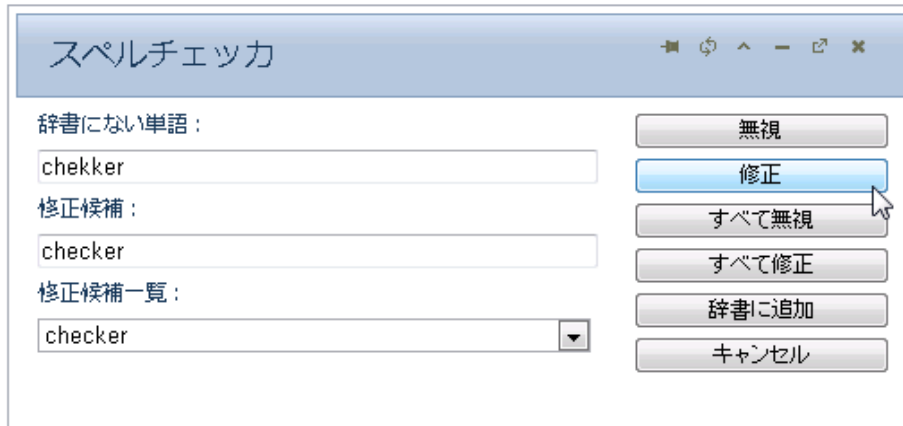 スペルチェッカ
辞書にない単語：
chekker
修正候補：
checker
修正候補一覧：
checker
無視
修正
すべて無視
すべて修正
辞書に追加
キャンセル